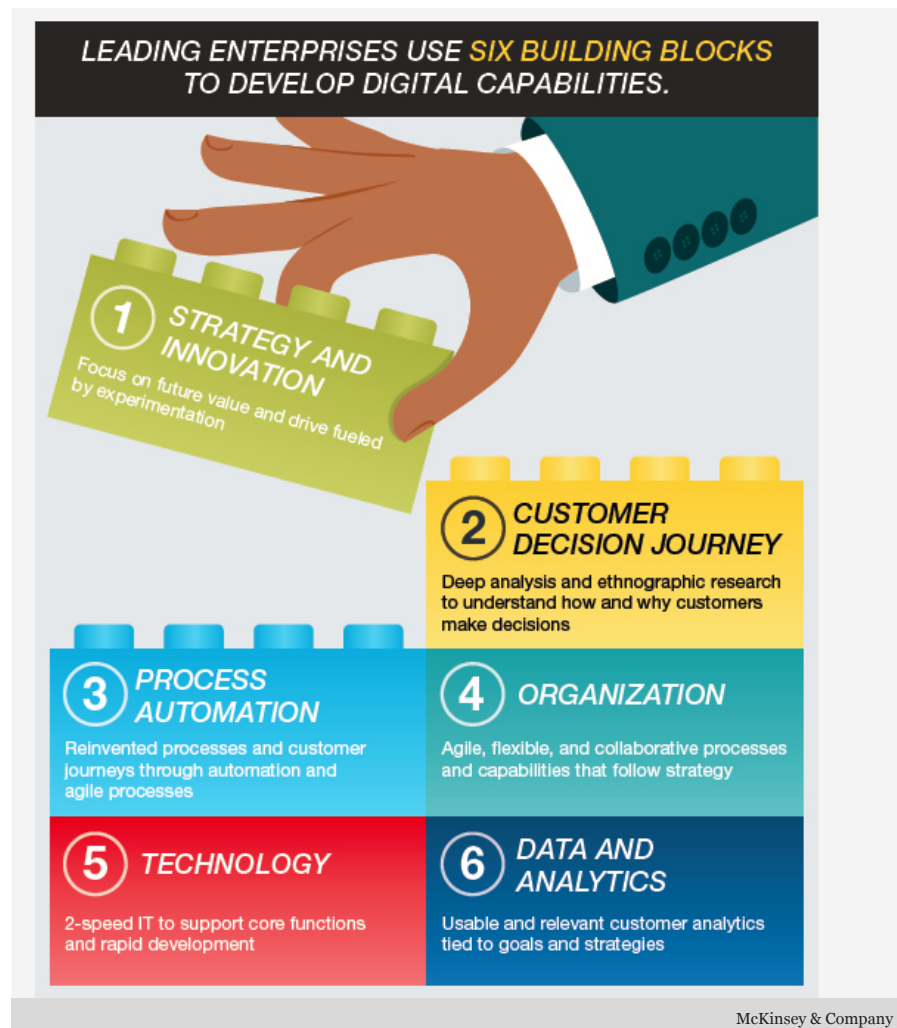 LEADING ENTERPRISES USE SIX BUILDING BLOCKS
TO DEVELOP DIGITAL CAPABILITIES.
1
STRATEGY AND
INNOVATION
Focus on future value and drive fueled
by experimentation
2
CUSTOMER
DECISION JOURNEY
Deep analysis and ethnographic research
to understand how and why customers
make decisions
3
PROCESS
AUTOMATION
Reinvented processes and customer
journeys through automation and
agile processes
4
ORGANIZATION
Agile, flexible, and collaborative processes
and capabilities that follow strategy
5
TECHNOLOGY
2-speed IT to support core functions
and rapid development
6
DATA AND
ANALYTICS
Usable and relevant customer analytics
tied to goals and strategies
McKinsey & Company